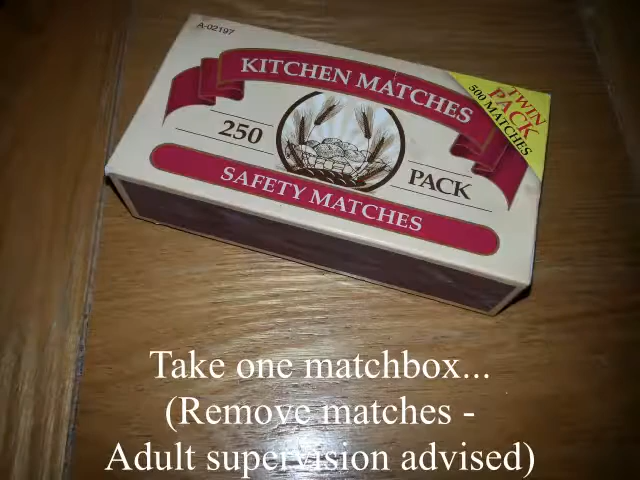 A-02197
KITCHEN MATCHES
TWIN
PACK
500 MATCHES
250
PACK
SAFETY MATCHES
Take one matchbox...
(Remove matches -
Adult supervision advised)